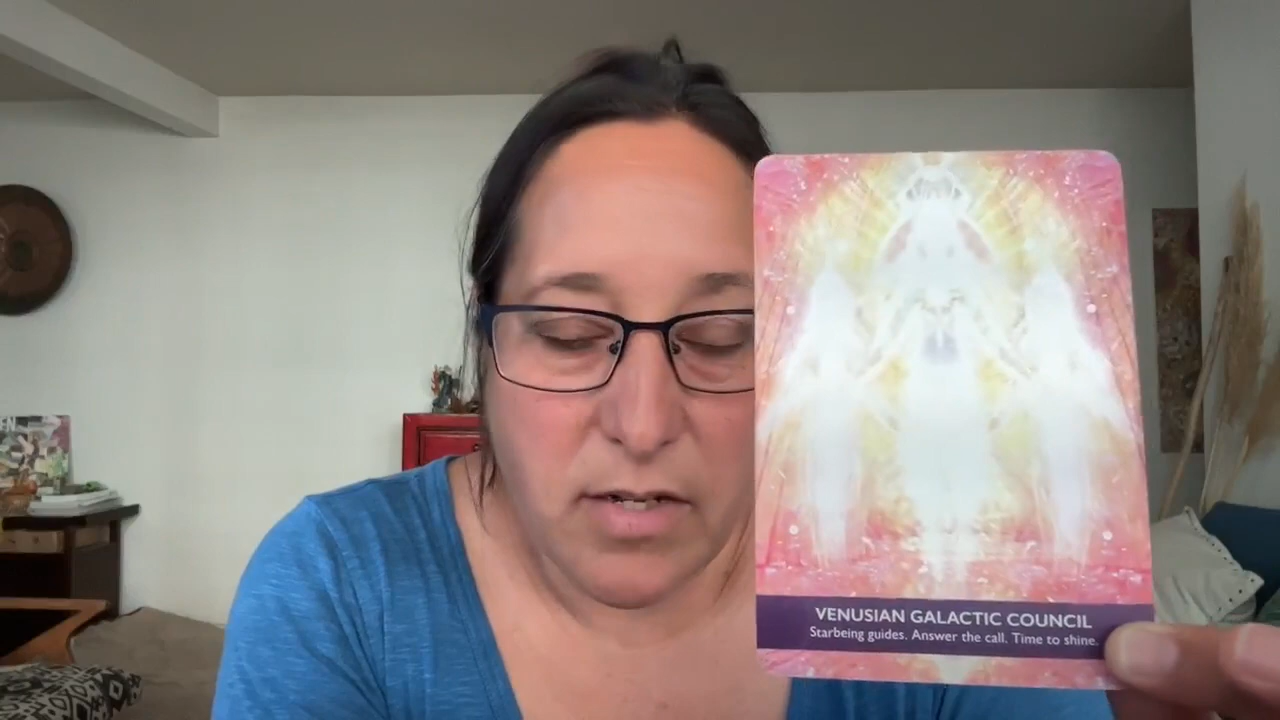 VENUSIAN GALACTIC COUNCIL
Starbeing guides. Answer the call. Time to shine.